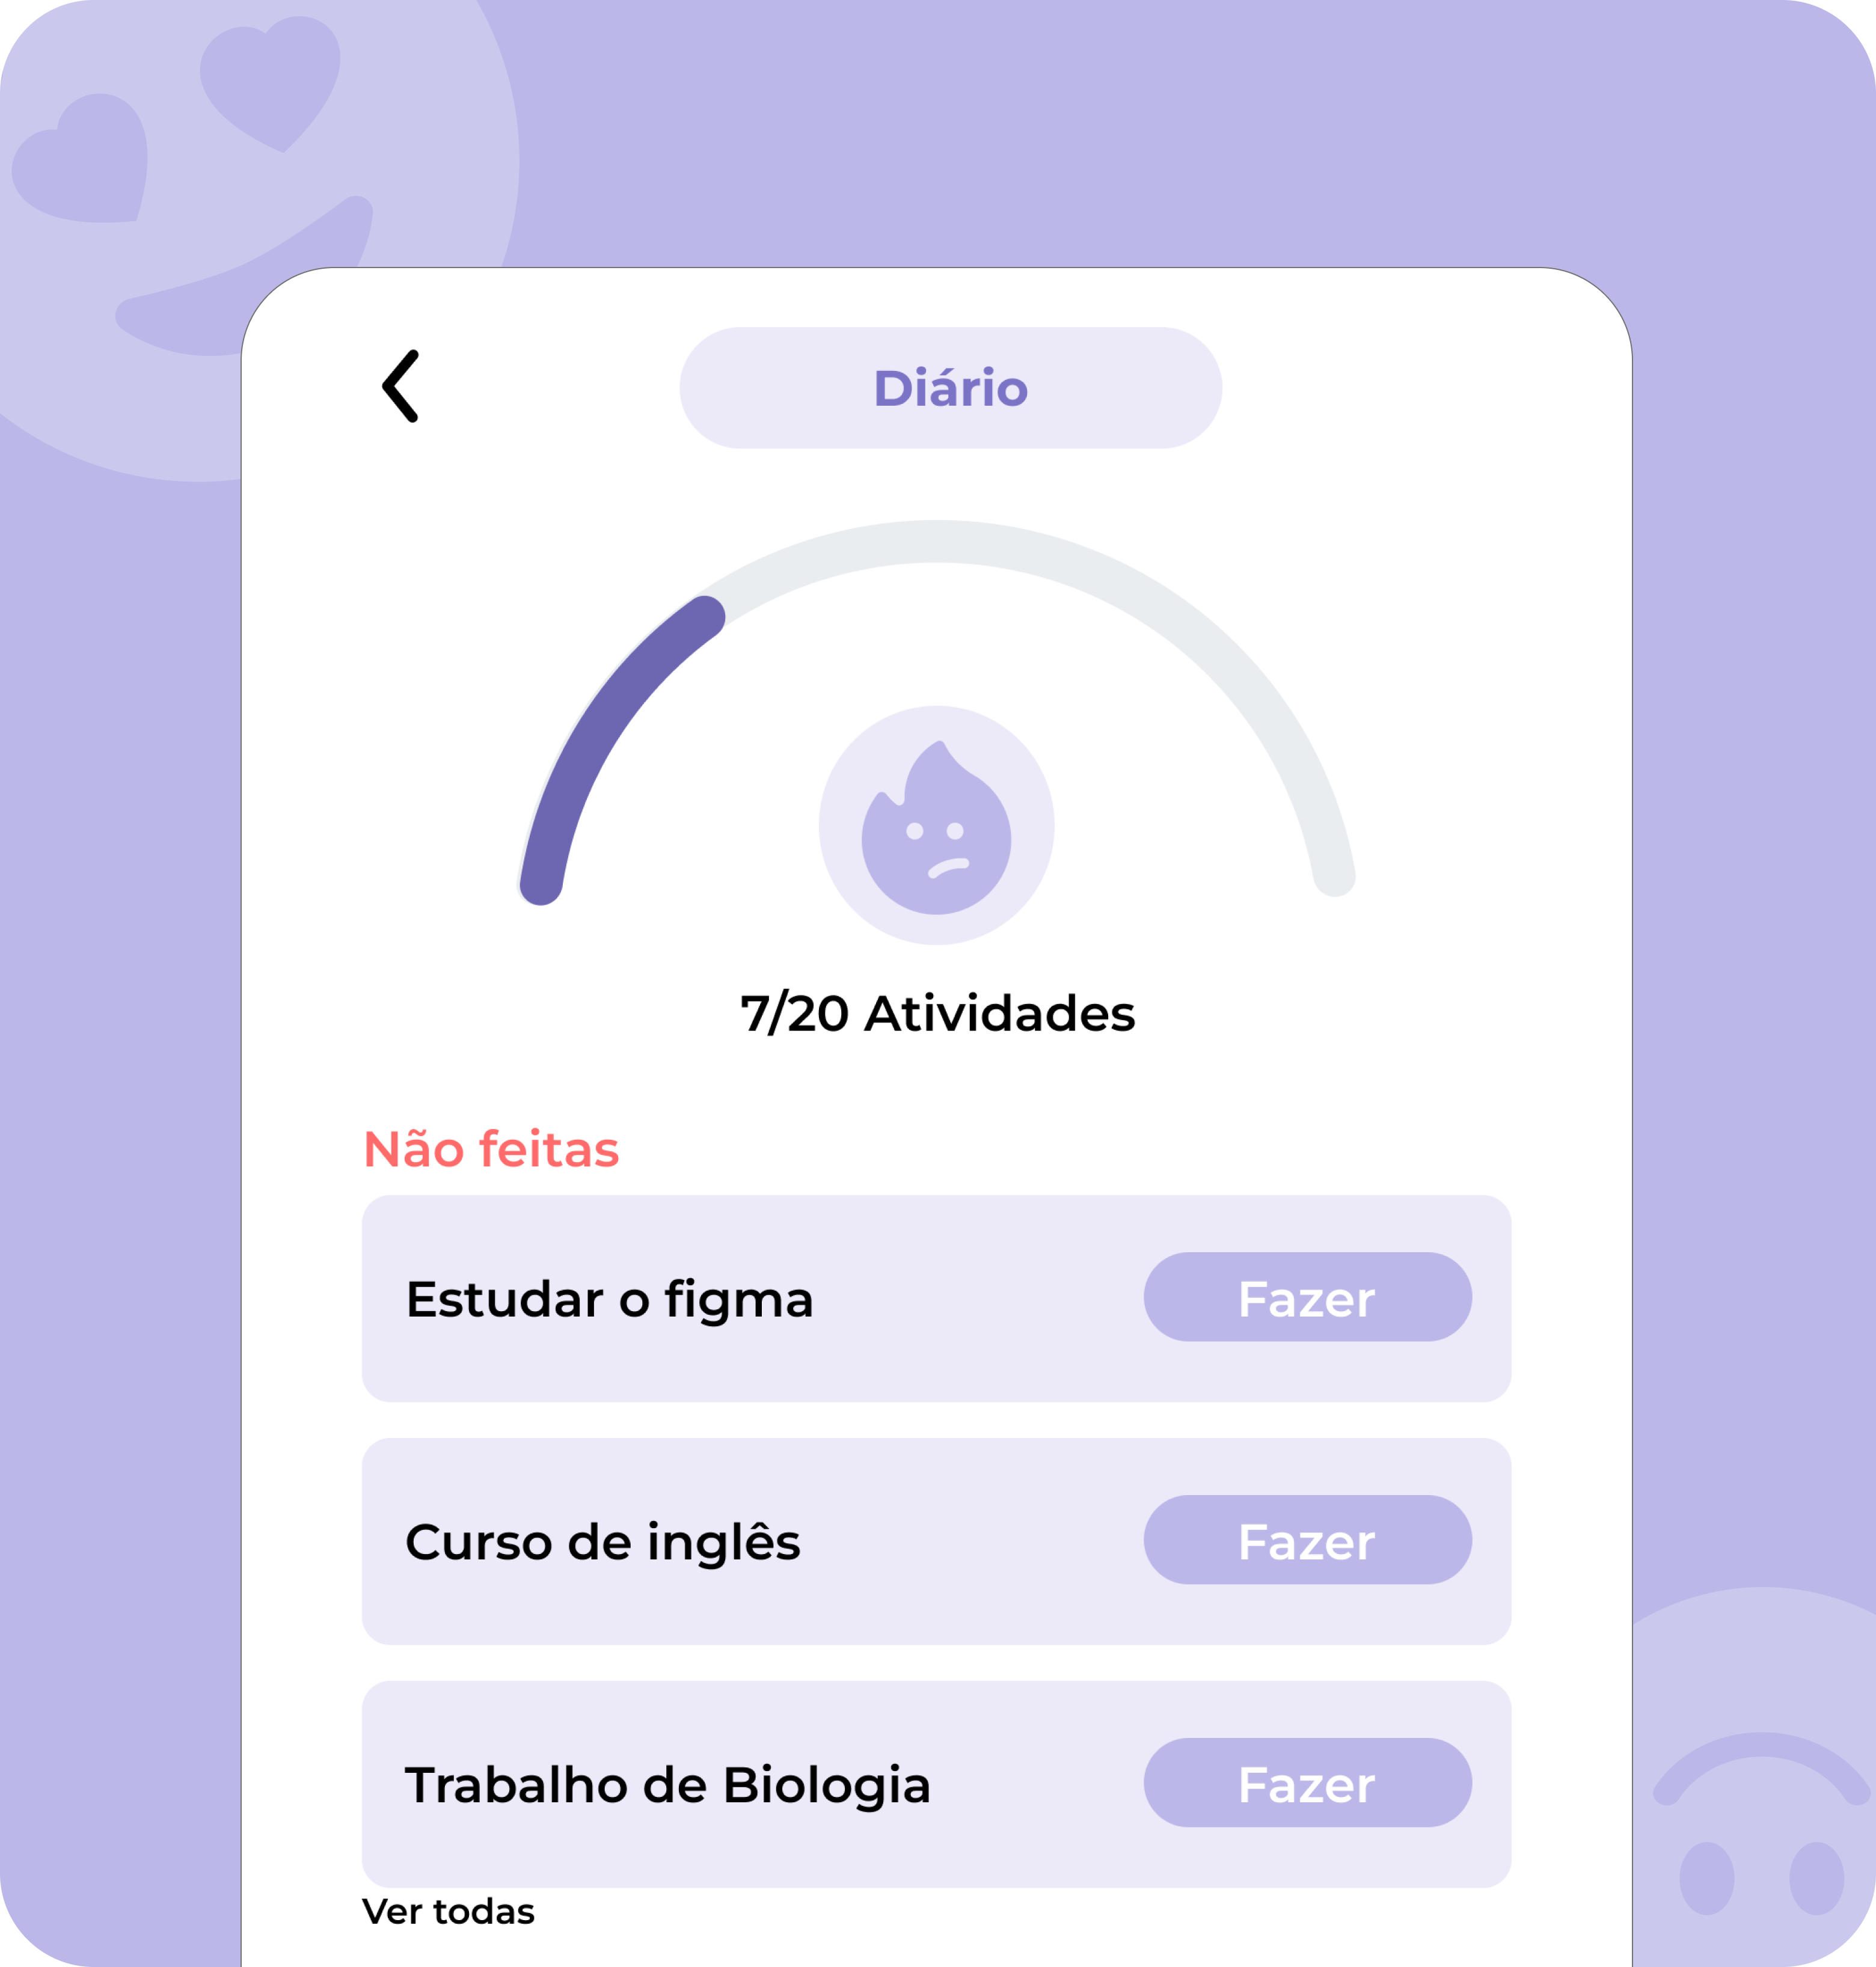 Diário
7/20 Atividades
Não feitas
Estudar o figma
Fazer
Curso de inglês
Fazer
Trabalho de Biologia
Fazer
Ver todas